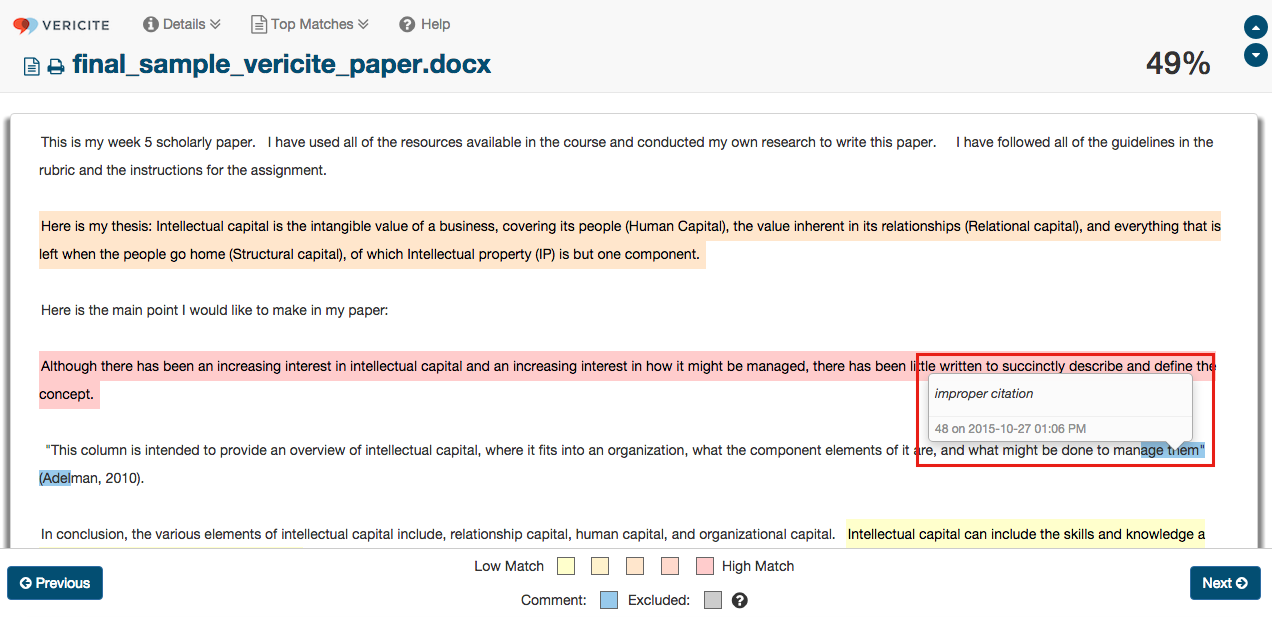 VERICITE Details Top Matches Help
final_sample_vericite_paper.docx 49%
This is my week 5 scholarly paper. I have used all of the resources available in the course and conducted my own research to write this paper. I have followed all of the guidelines in the
rubric and the instructions for the assignment.
Here is my thesis: Intellectual capital is the intangible value of a business, covering its people (Human Capital), the value inherent in its relationships (Relational capital), and everything that is
left when the people go home (Structural capital), of which Intellectual property (IP) is but one component.
Here is the main point I would like to make in my paper:
Although there has been an increasing interest in intellectual capital and an increasing interest in how it might be managed, there has been little written to succinctly describe and define the
concept.
improper citation
48 on 2015-10-27 01:06 PM
"This column is intended to provide an overview of intellectual capital, where it fits into an organization, what the component elements of it are, and what might be done to manage them"
(Adelman, 2010).
In conclusion, the various elements of intellectual capital include, relationship capital, human capital, and organizational capital. Intellectual capital can include the skills and knowledge a
Low Match High Match
Previous Next
Comment: Excluded: